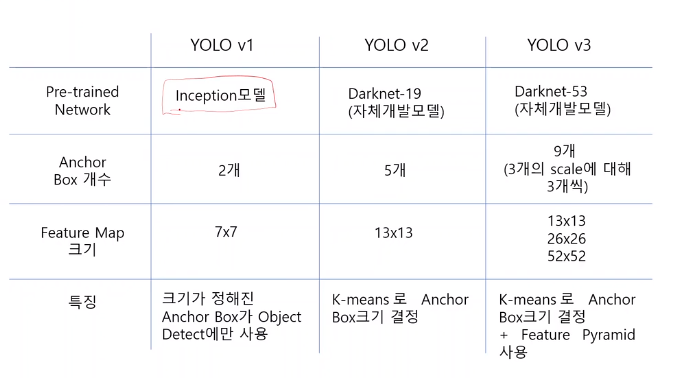 YOLO v1 YOLO v2 YOLO v3
Pre-trained
Network
Inception모델
Darknet-19
(자체개발모델)
Darknet-53
(자체개발모델)
Anchor
Box 개수
2개
5개
9개
(3개의 scale에 대해
3개씩)
Feature Map
크기
7x7
13x13
13x13
26x26
52x52
특징
크기가 정해진
Anchor Box가 Object
Detect에만 사용
K-means 로 Anchor
Box크기 결정
K-means 로 Anchor
Box크기 결정
+ Feature Pyramid
사용